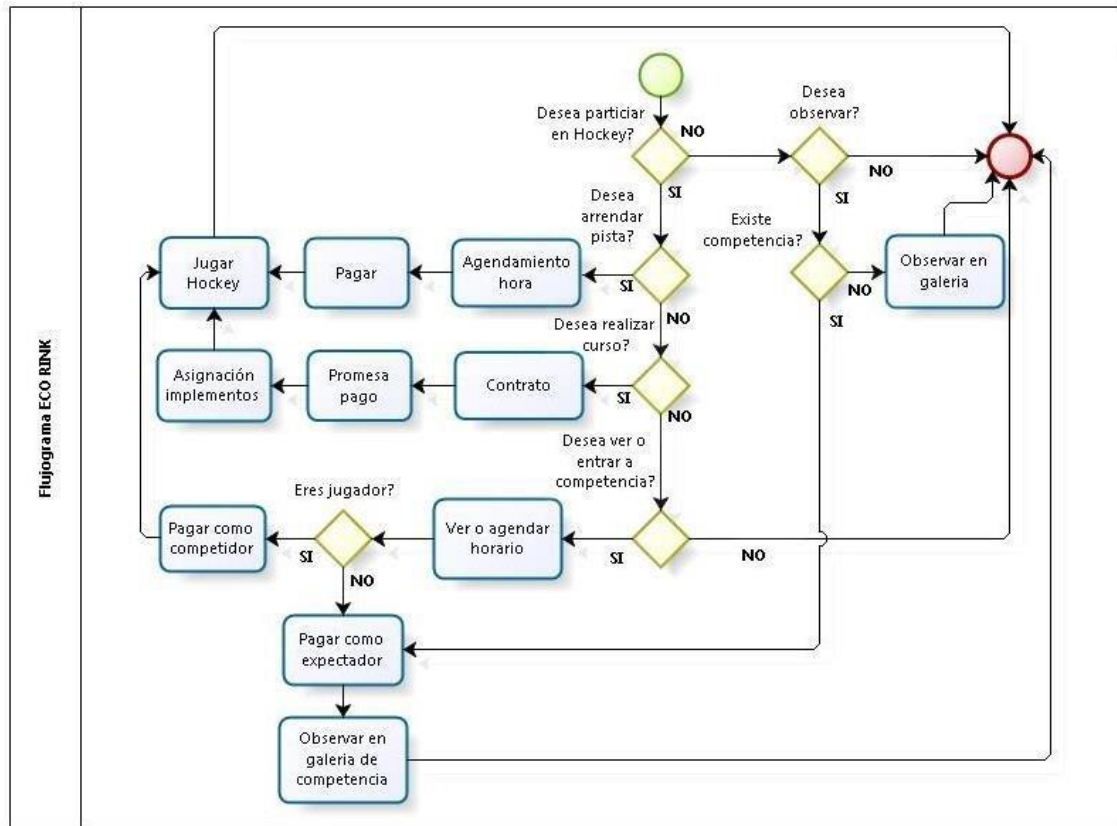 Flujograma ECO RINK
Desea particiar
en Hockey?
NO
SI
Desea
observar?
NO
SI
Desea
arrendar
pista?
SI
NO
Existe
competencia?
NO
SI
Observar en
galeria
Jugar
Hockey
Pagar
Agendamiento
hora
Desea realizar
curso?
SI
NO
Asignación
implementos
Promesa
pago
Contrato
Desea ver o
entrar a
competencia?
SI
NO
Eres jugador?
SI
NO
Pagar como
competidor
Ver o agendar
horario
Pagar como
expectador
Observar en
galeria de
competencia